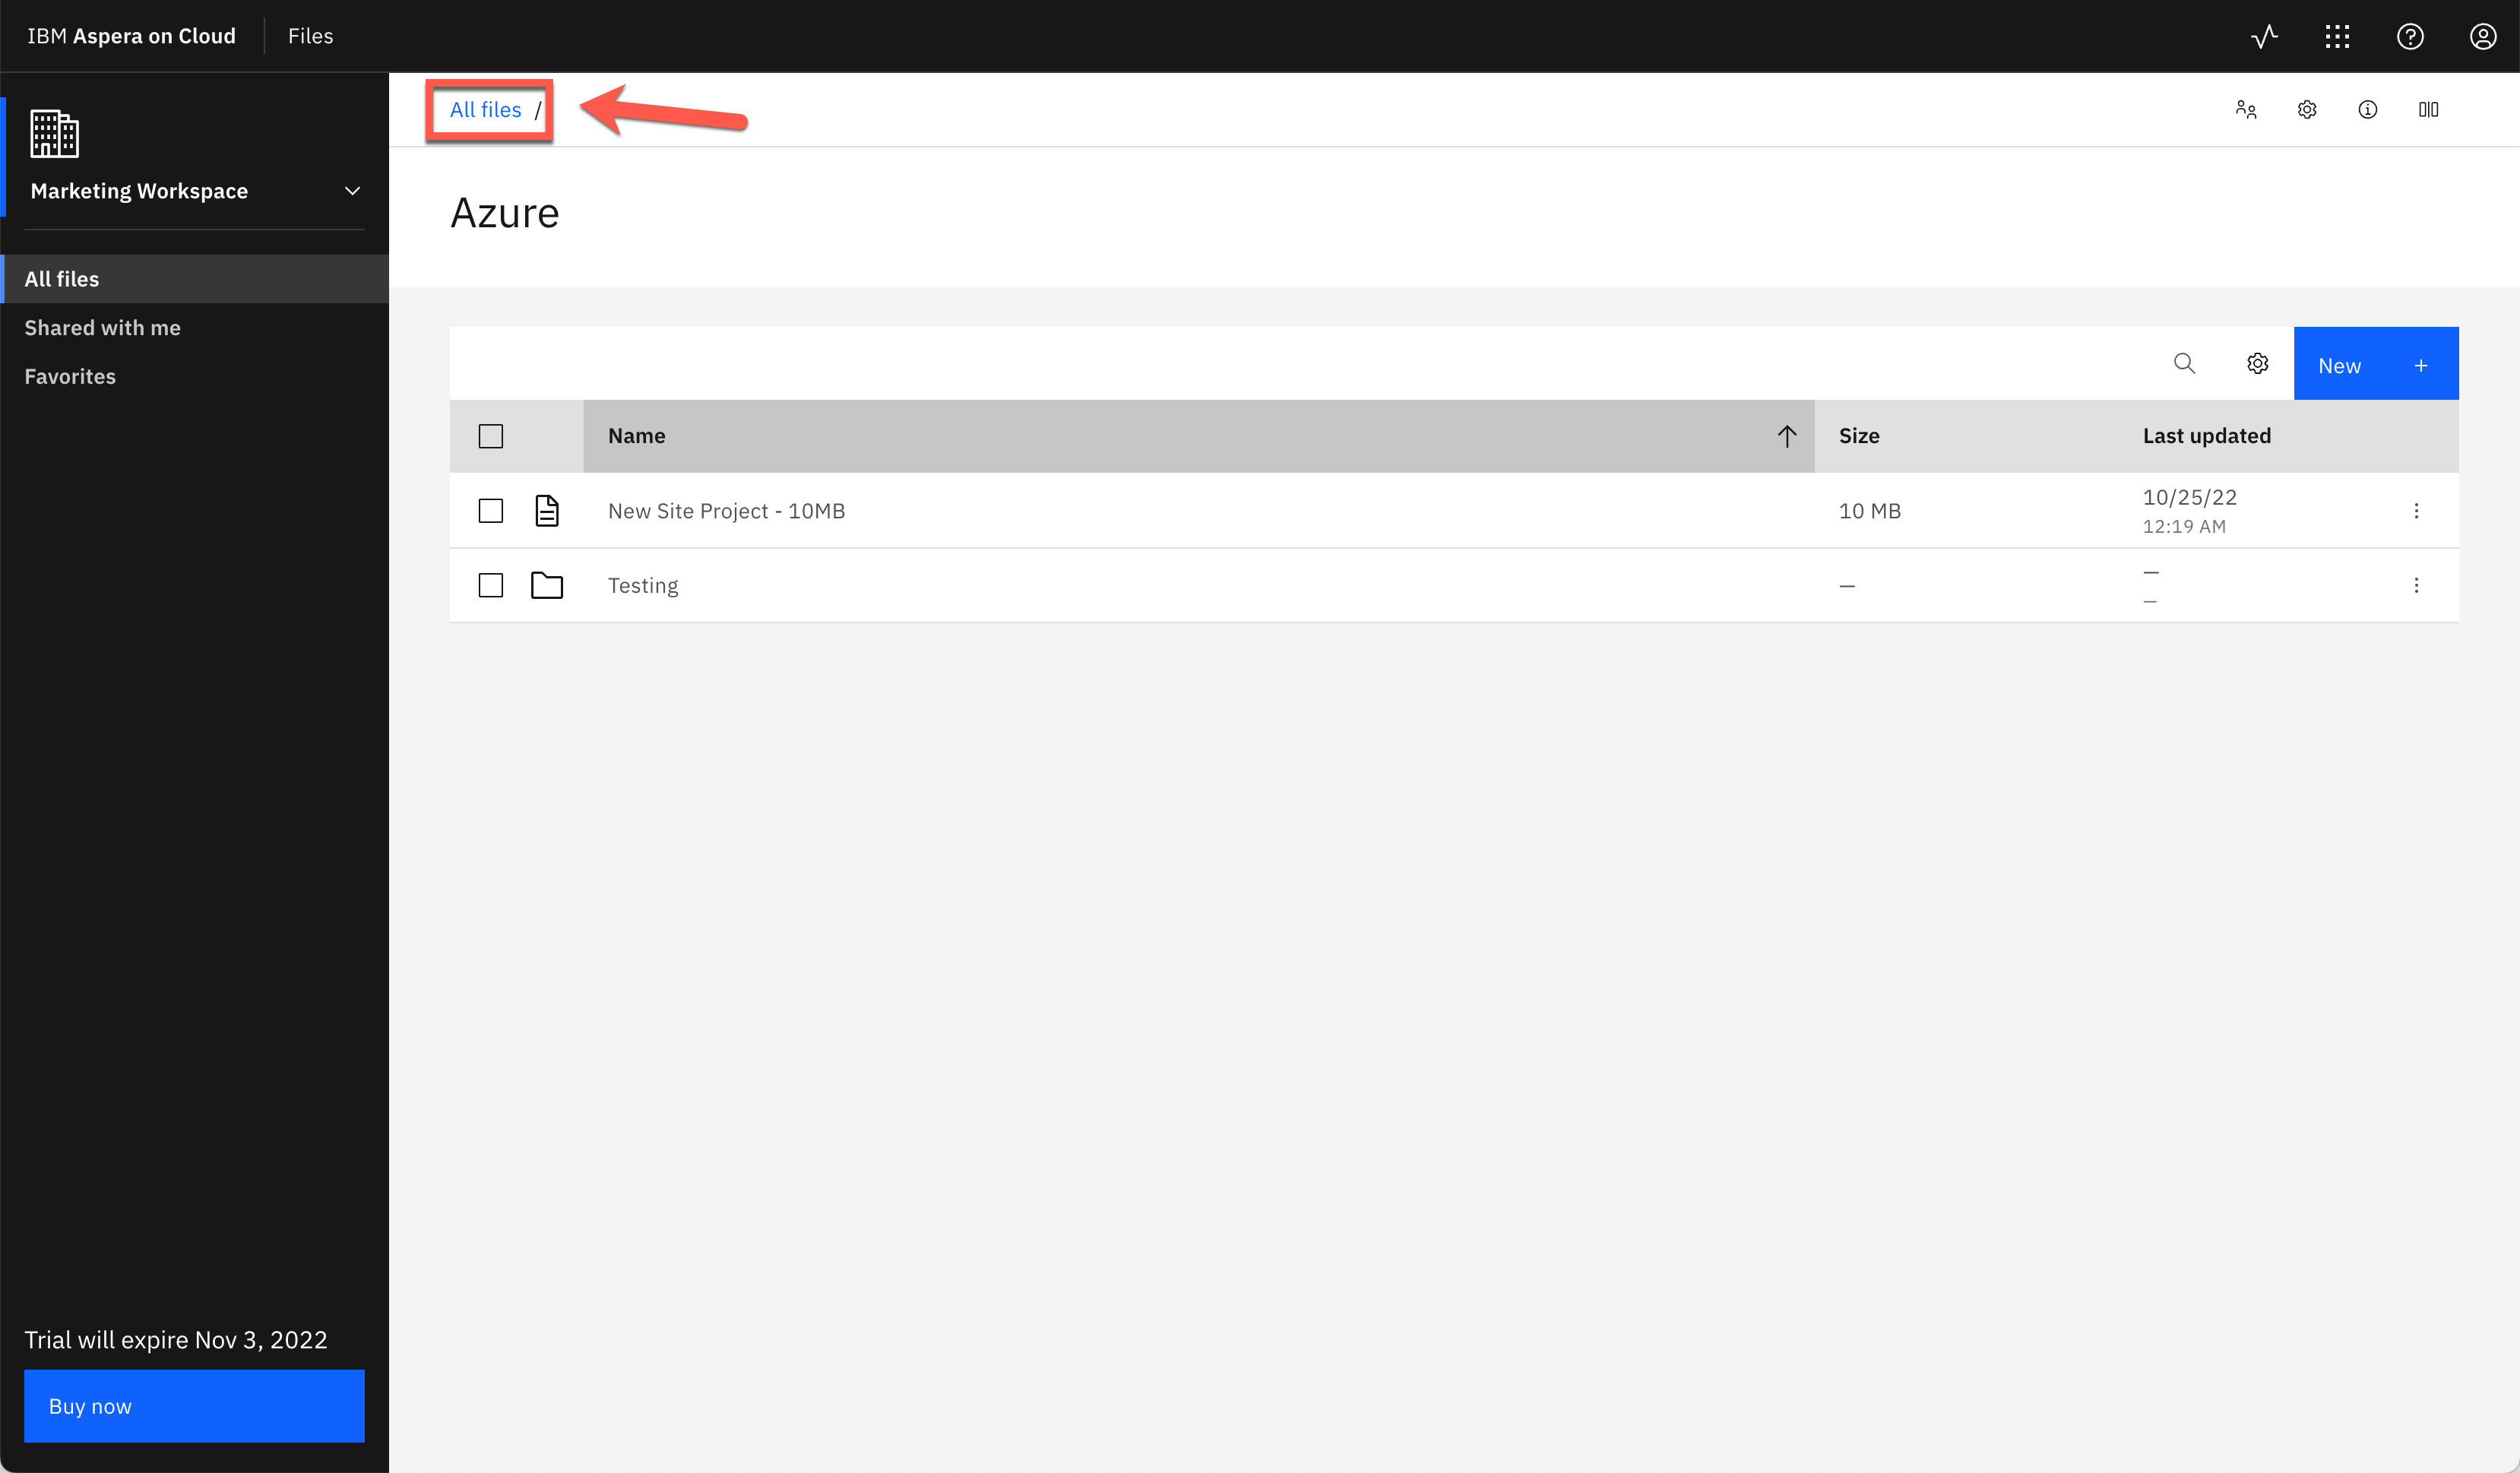 IBM Aspera on Cloud Files
Marketing Workspace
All files
Shared with me
Favorites
Trial will expire Nov 3, 2022
Buy now
All files /
Azure
New +
Name Size Last updated
New Site Project - 10MB 10 MB 10/25/22
12:19 AM
Testing — —
—